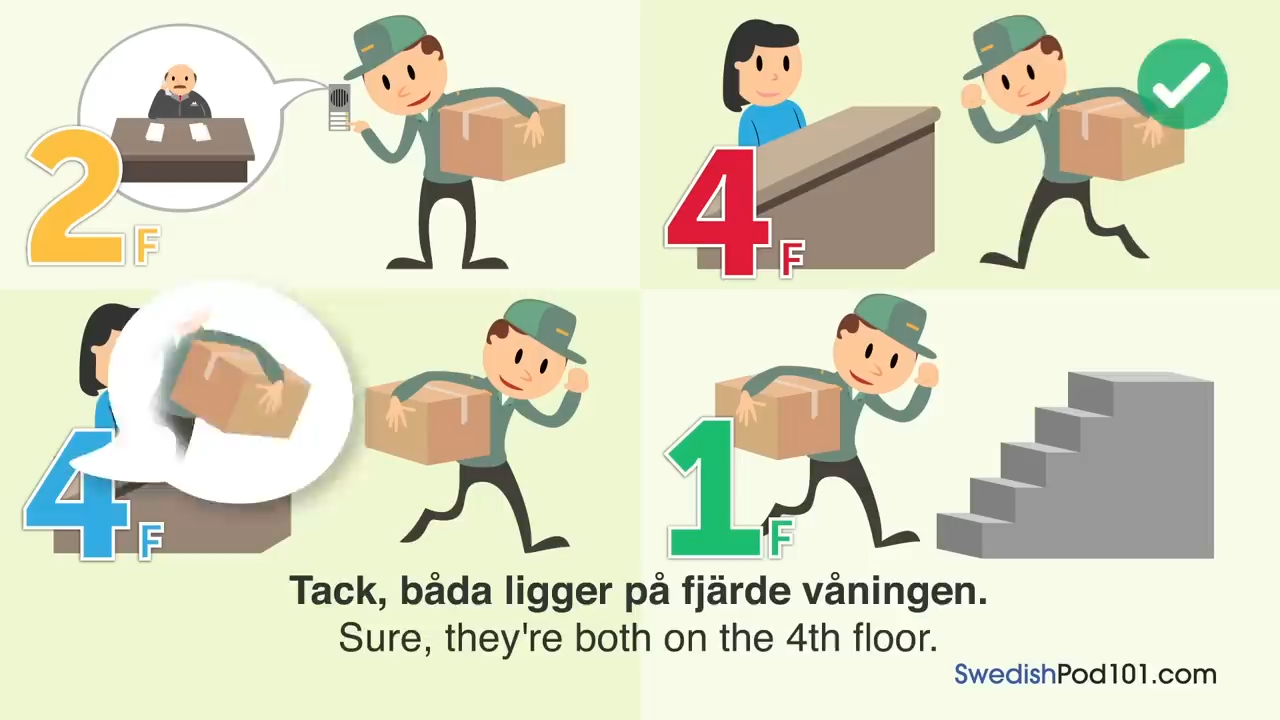 2F
4F
4F
1F
Tack, båda ligger på fjärde våningen.
Sure, they're both on the 4th floor.
SwedishPod101.com